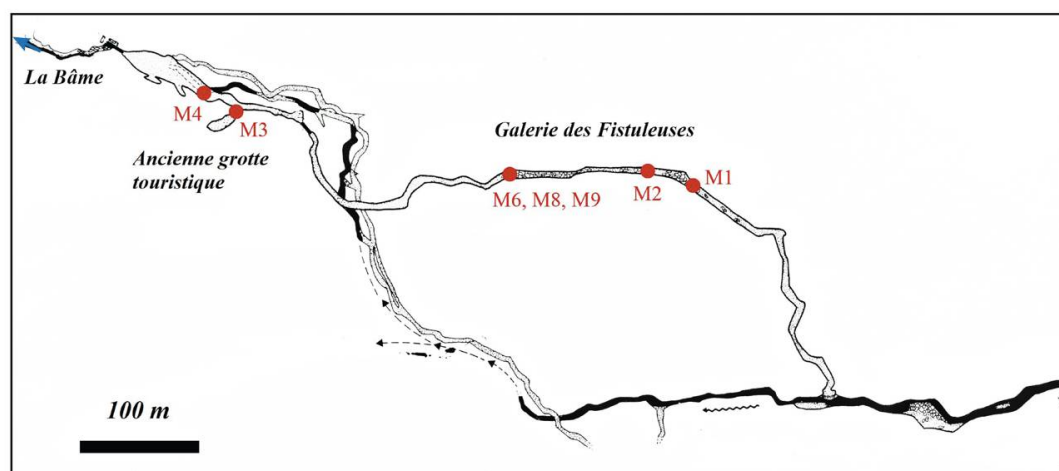 La Bâme
M4
M3
Ancienne grotte
touristique
Galerie des Fistuleuses
M6, M8, M9
M2
M1
100 m